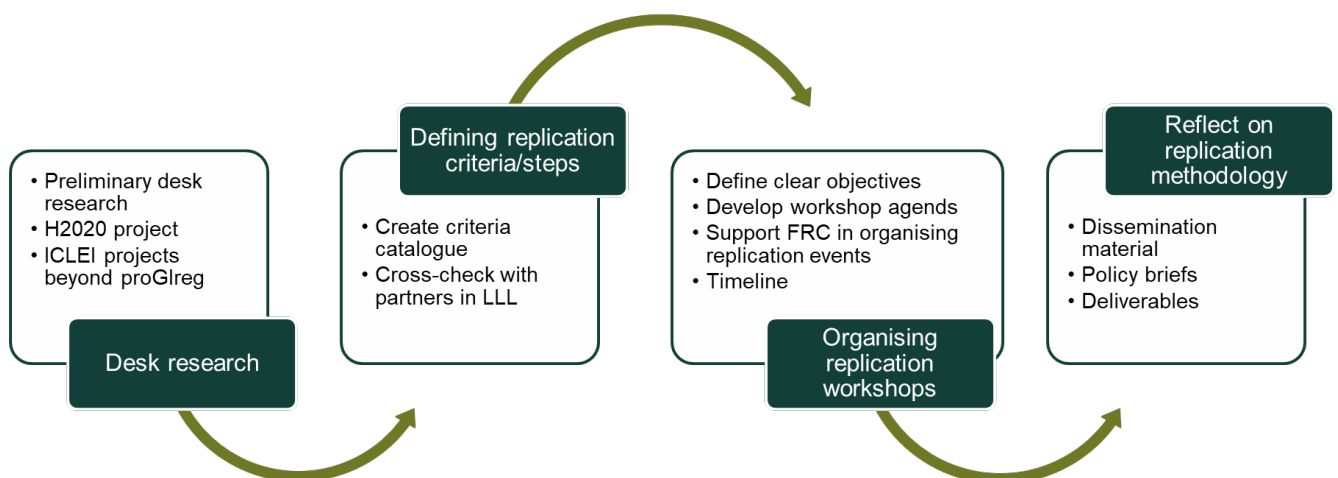 • Preliminary desk
research
• H2020 project
• ICLEI projects
beyond proGIreg
Desk research
Defining replication
criteria/steps
• Create criteria
catalogue
• Cross-check with
partners in LLL
• Define clear objectives
• Develop workshop agends
• Support FRC in organising
replication events
• Timeline
Organising
replication
workshops
Reflect on
replication
methodology
• Dissemination
material
• Policy briefs
• Deliverables